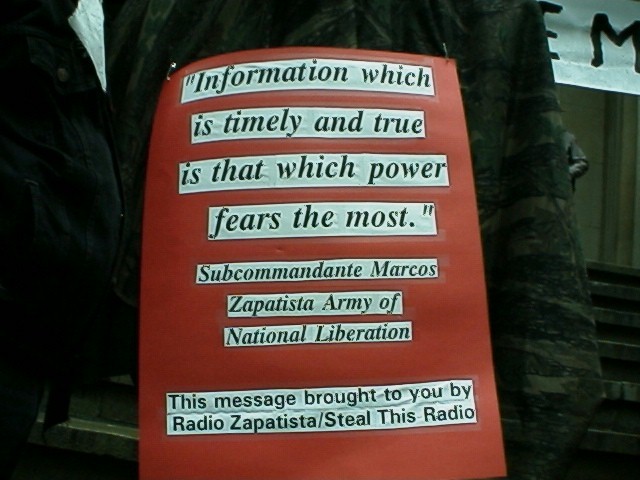 "Information which
is timely and true
is that which power
fears the most."
Subcommandante Marcos
Zapatista Army of
National Liberation
This message brought to you by
Radio Zapatista/Steal This Radio